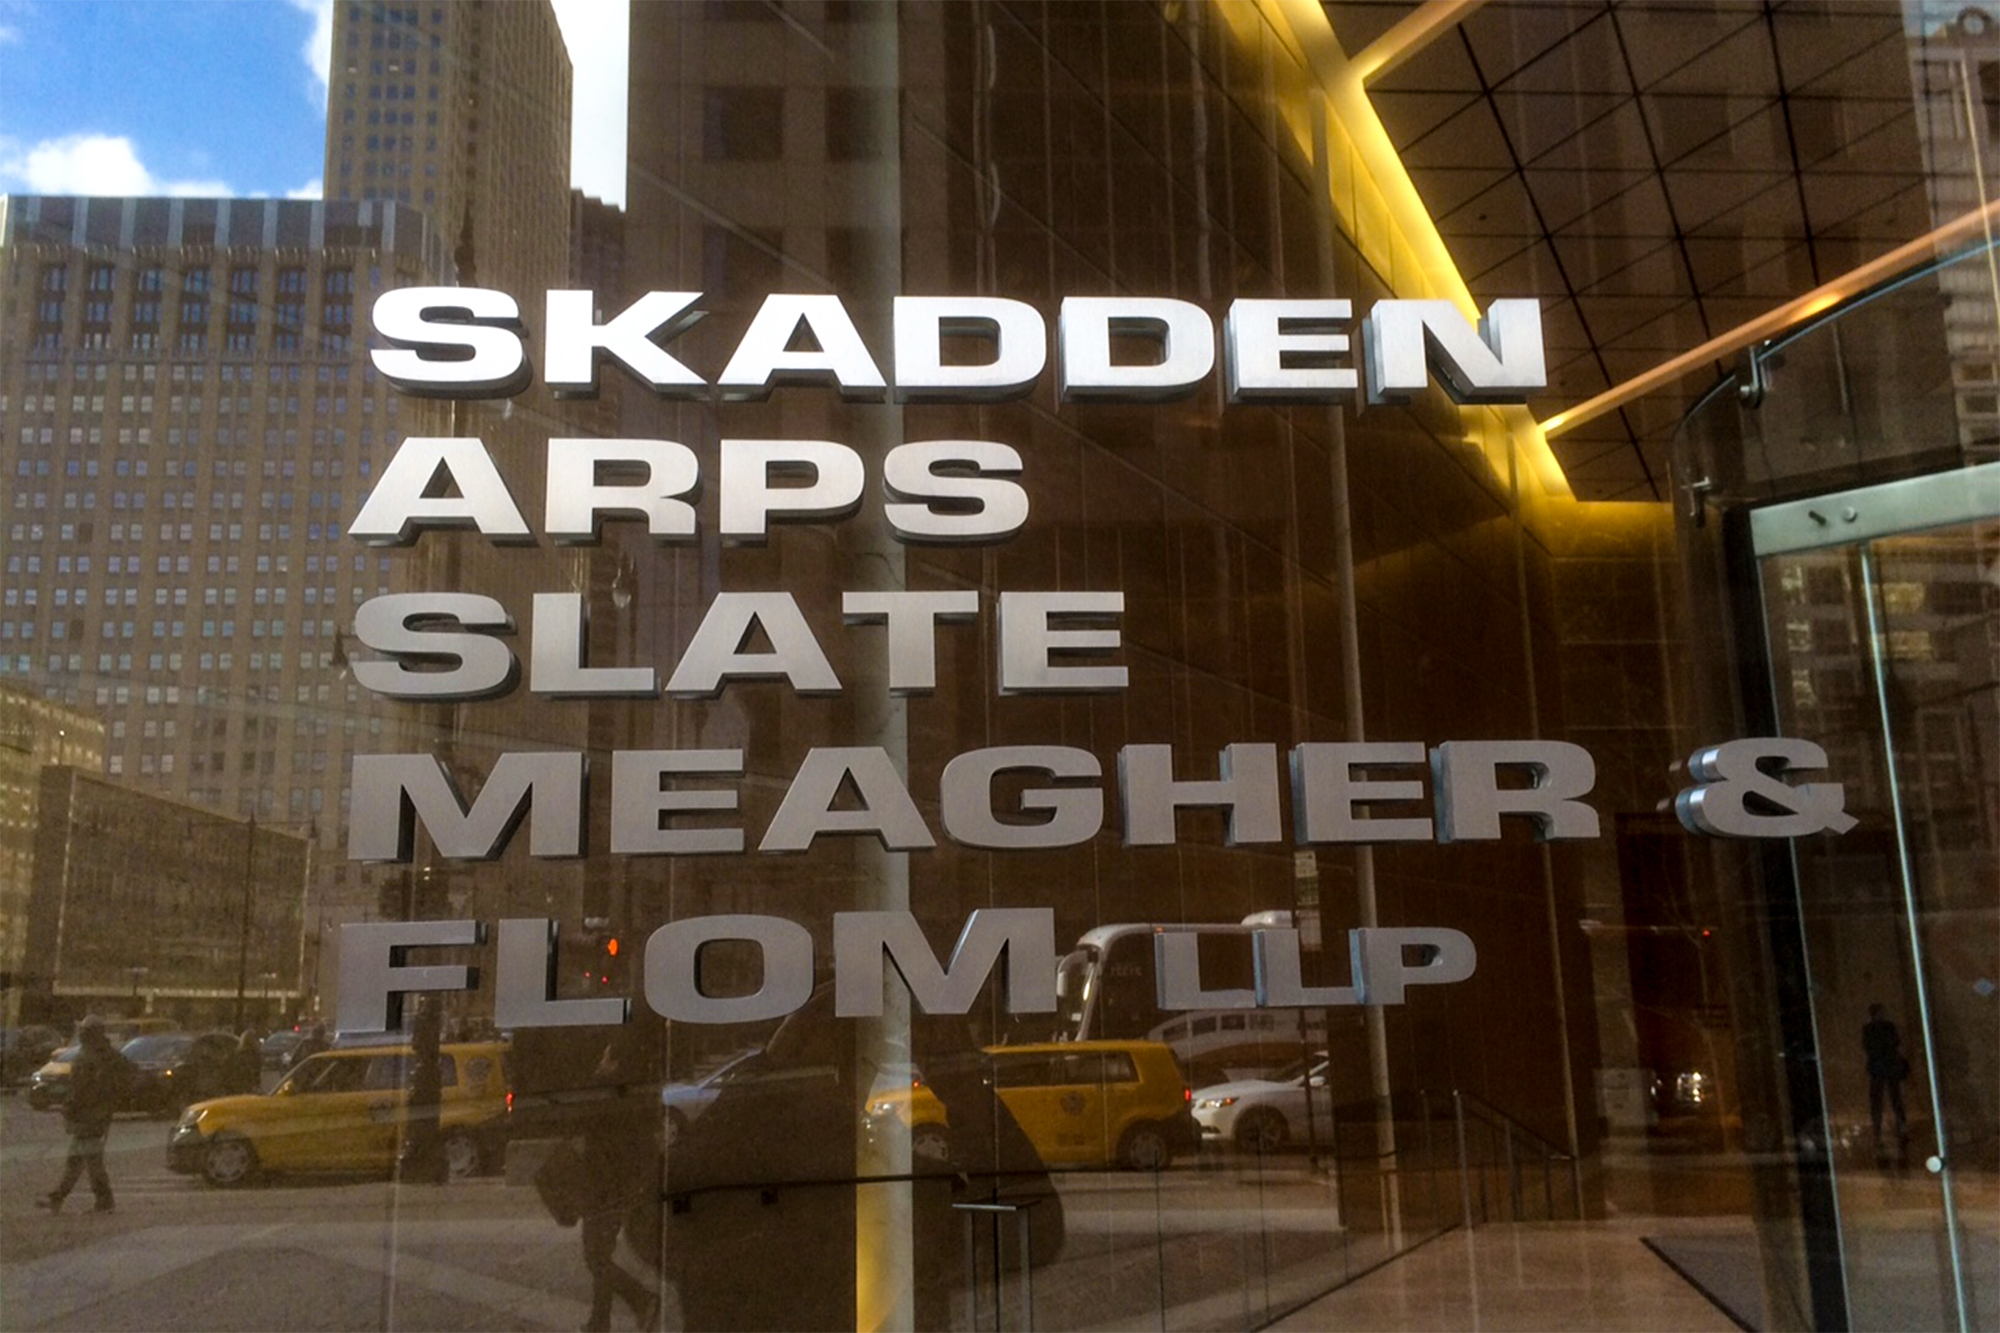 SKADDEN
ARPS
SLATE
MEAGHER &
FLOM LLP